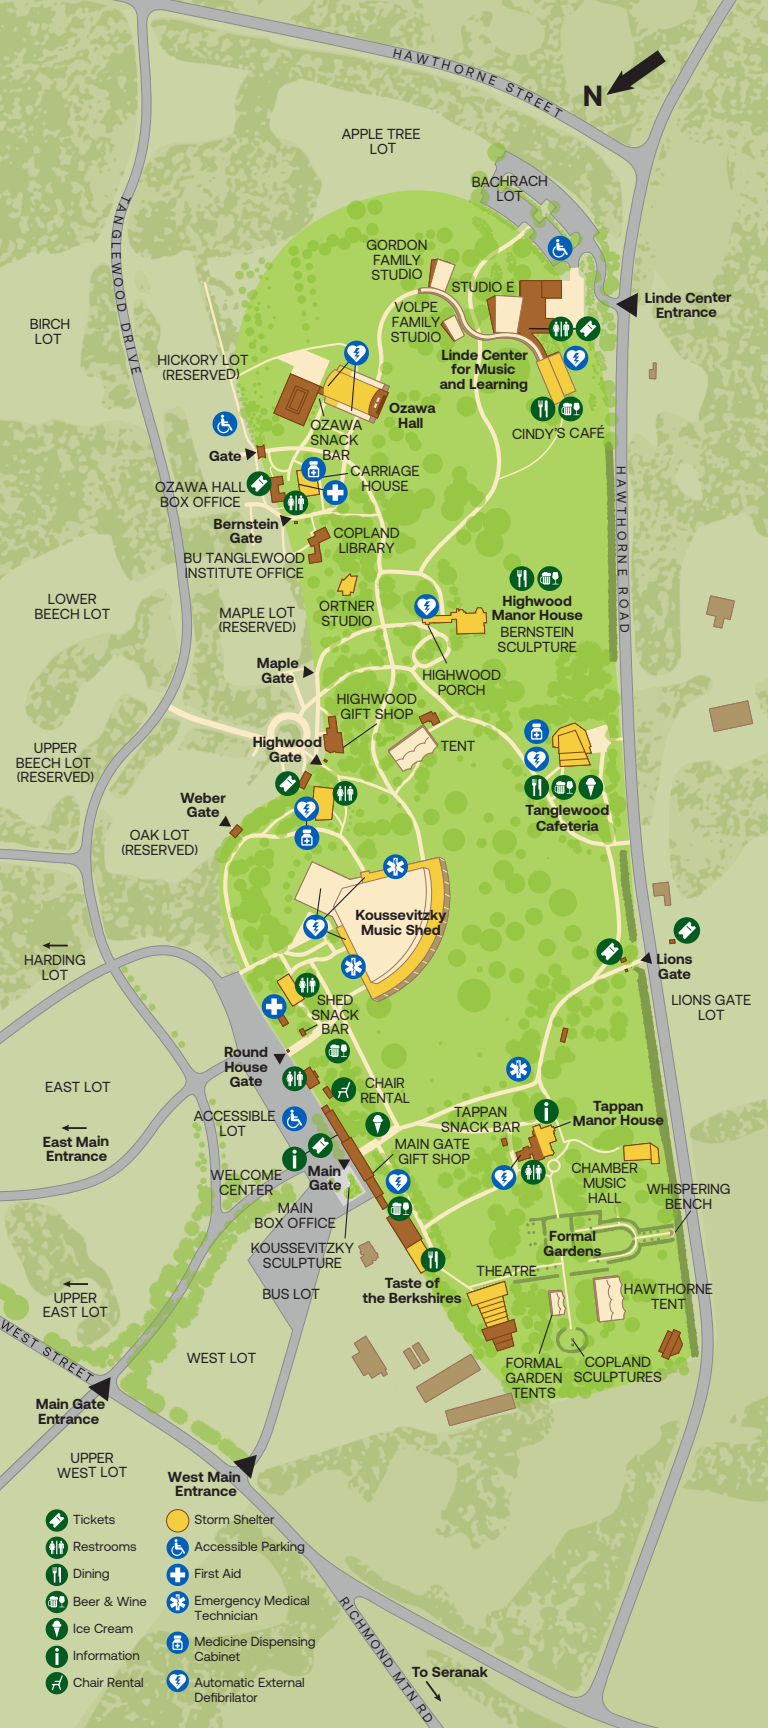 HAWTHORNE STREET
N
APPLE TREE
LOT
BACHRACH
LOT
TANGLEWOOD DRIVE
GORDON
FAMILY
STUDIO
STUDIO E
Linde Center
Entrance
VOLPE
FAMILY
STUDIO
BIRCH
LOT
Linde Center
for Music
and Learning
HICKORY LOT
(RESERVED)
Ozawa
Hall
OZAWA
SNACK
BAR
CINDY'S CAFÉ
Gate
CARRIAGE
HOUSE
OZAWA HALL
BOX OFFICE
HAWTHORNE ROAD
Bernstein
Gate
COPLAND
LIBRARY
BU TANGLEWOOD
INSTITUTE OFFICE
LOWER
BEECH LOT
MAPLE LOT
(RESERVED)
ORTNER
STUDIO
Highwood
Manor House
BERNSTEIN
SCULPTURE
Maple
Gate
HIGHWOOD
PORCH
HIGHWOOD
GIFT SHOP
Highwood
Gate
TENT
UPPER
BEECH LOT
(RESERVED)
Weber
Gate
Tanglewood
Cafeteria
OAK LOT
(RESERVED)
Koussevitzky
Music Shed
HARDING
LOT
Lions
Gate
LIONS GATE
LOT
SHED
SNACK
BAR
Round
House
Gate
EAST LOT
CHAIR
RENTAL
ACCESSIBLE
LOT
TAPPAN
SNACK BAR
Tappan
Manor House
East Main
Entrance
MAIN GATE
GIFT SHOP
WELCOME
CENTER
Main
Gate
CHAMBER
MUSIC
HALL
WHISPERING
BENCH
MAIN
BOX OFFICE
KOUSSEVITZKY
SCULPTURE
Formal
Gardens
THEATRE
UPPER
EAST LOT
BUS LOT
Taste of
the Berkshires
HAWTHORNE
TENT
WEST STREET
WEST LOT
FORMAL
GARDEN
TENTS
COPLAND
SCULPTURES
Main Gate
Entrance
UPPER
WEST LOT
West Main
Entrance
Tickets
Restrooms
Dining
Beer & Wine
Ice Cream
Information
Chair Rental
Storm Shelter
Accessible Parking
First Aid
Emergency Medical
Technician
Medicine Dispensing
Cabinet
Automatic External
Defibrilator
RICHMOND MTN RD
To Seranak